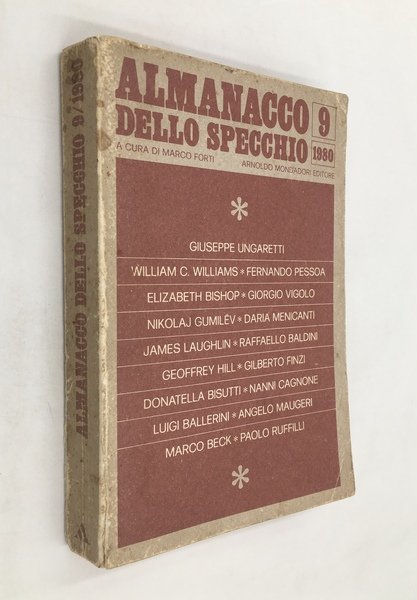 ALMANACCO
DELLO SPECCHIO
9
1980
A CURA DI MARCO FORTI
ARNOLDO MONDADORI EDITORE
*
GIUSEPPE UNGARETTI
WILLIAM C. WILLIAMS * FERNANDO PESSOA
ELIZABETH BISHOP * GIORGIO VIGOLO
NIKOLAJ GUMILËV * DARIA MENICANTI
JAMES LAUGHLIN * RAFFAELLO BALDINI
GEOFFREY HILL * GILBERTO FINZI
DONATELLA BISUTTI * NANNI CAGNONE
LUIGI BALLERINI * ANGELO MAUGERI
MARCO BECK * PAOLO RUFFILLI
*
ALMANACCO DELLO SPECCHIO 9/1980